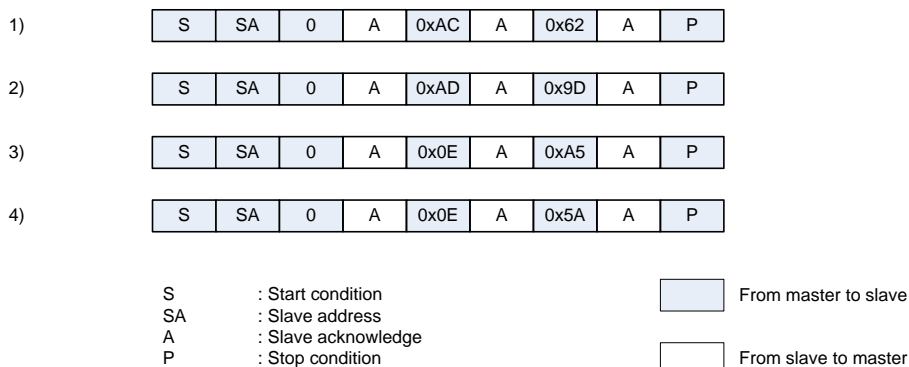 1) S SA 0 A 0xAC A 0x62 A P
2) S SA 0 A 0xAD A 0x9D A P
3) S SA 0 A 0x0E A 0xA5 A P
4) S SA 0 A 0x0E A 0x5A A P
S : Start condition From master to slave
SA : Slave address
A : Slave acknowledge
P : Stop condition From slave to master